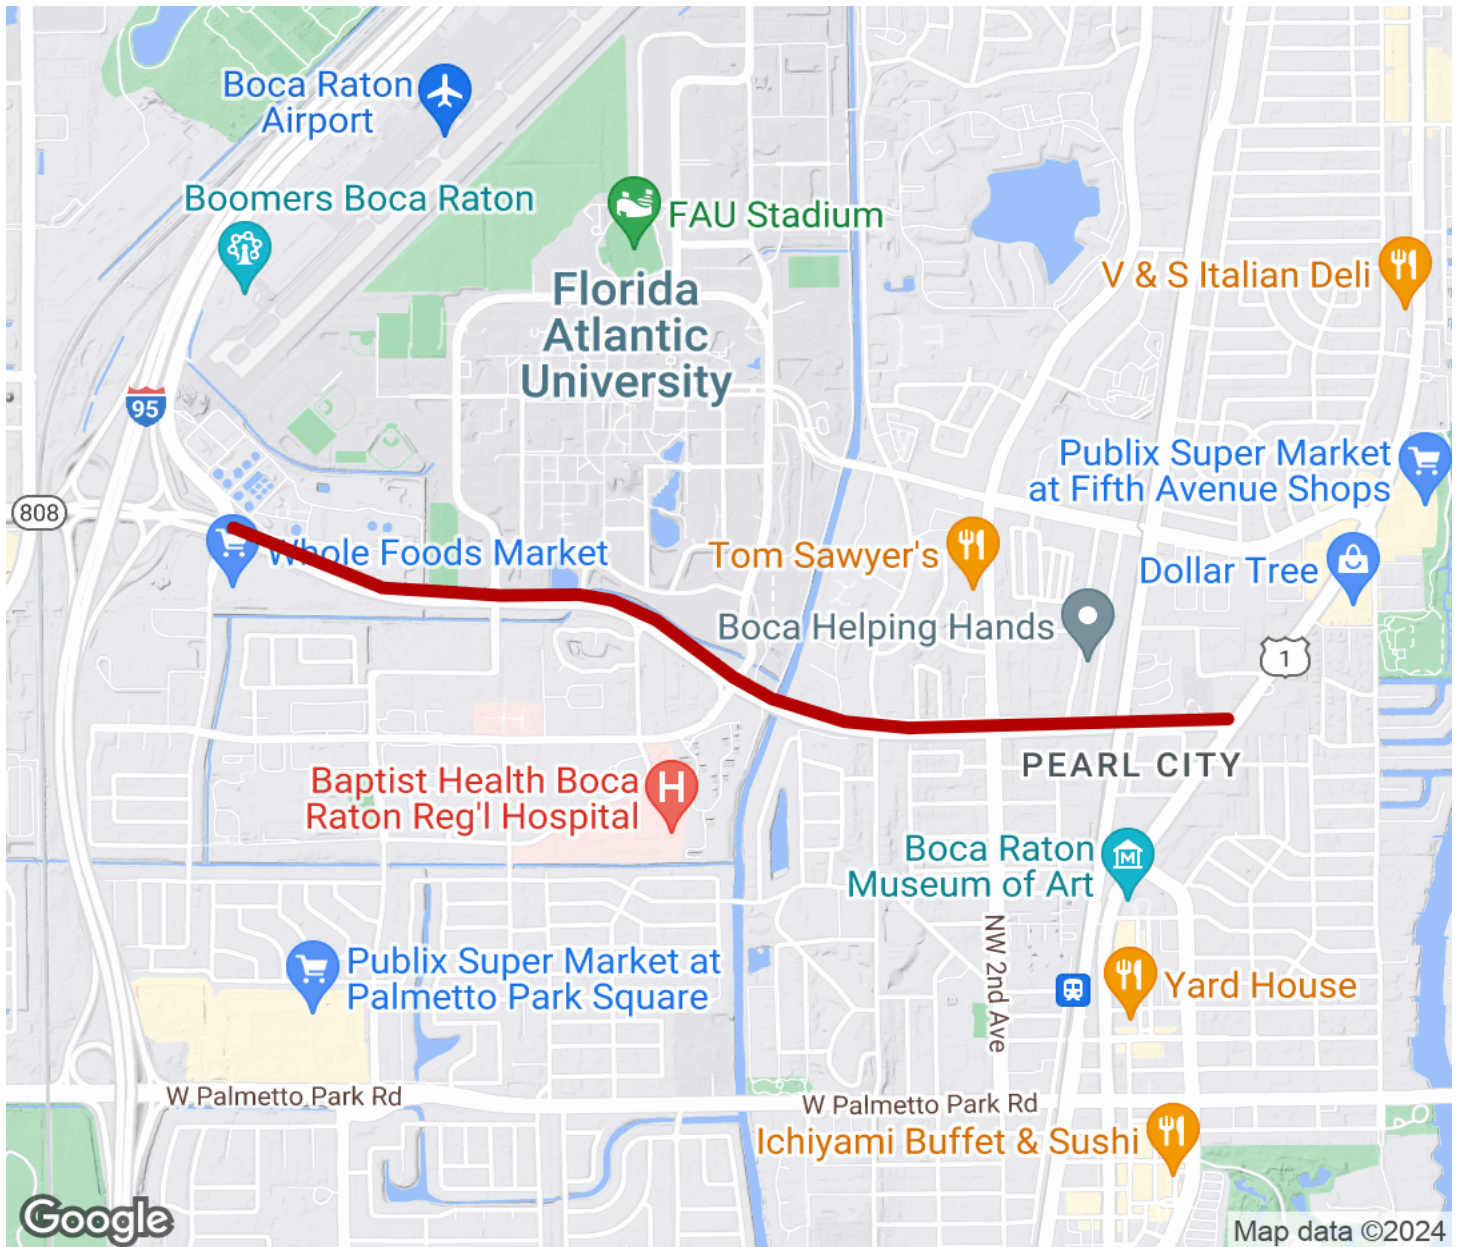 Boca Raton
Airport
Boomers Boca Raton
FAU Stadium
Florida
Atlantic
University
V & S Italian Deli
95
Publix Super Market
at Fifth Avenue Shops
808
Whole Foods Market
Tom Sawyer's
Dollar Tree
Boca Helping Hands
1
PEARL CITY
Baptist Health Boca
Raton Reg'l Hospital
H
Boca Raton
Museum of Art
M
NW 2nd Ave
Publix Super Market at
Palmetto Park Square
Yard House
W Palmetto Park Rd
W Palmetto Park Rd
Ichiyami Buffet & Sushi
Google
Map data ©2024